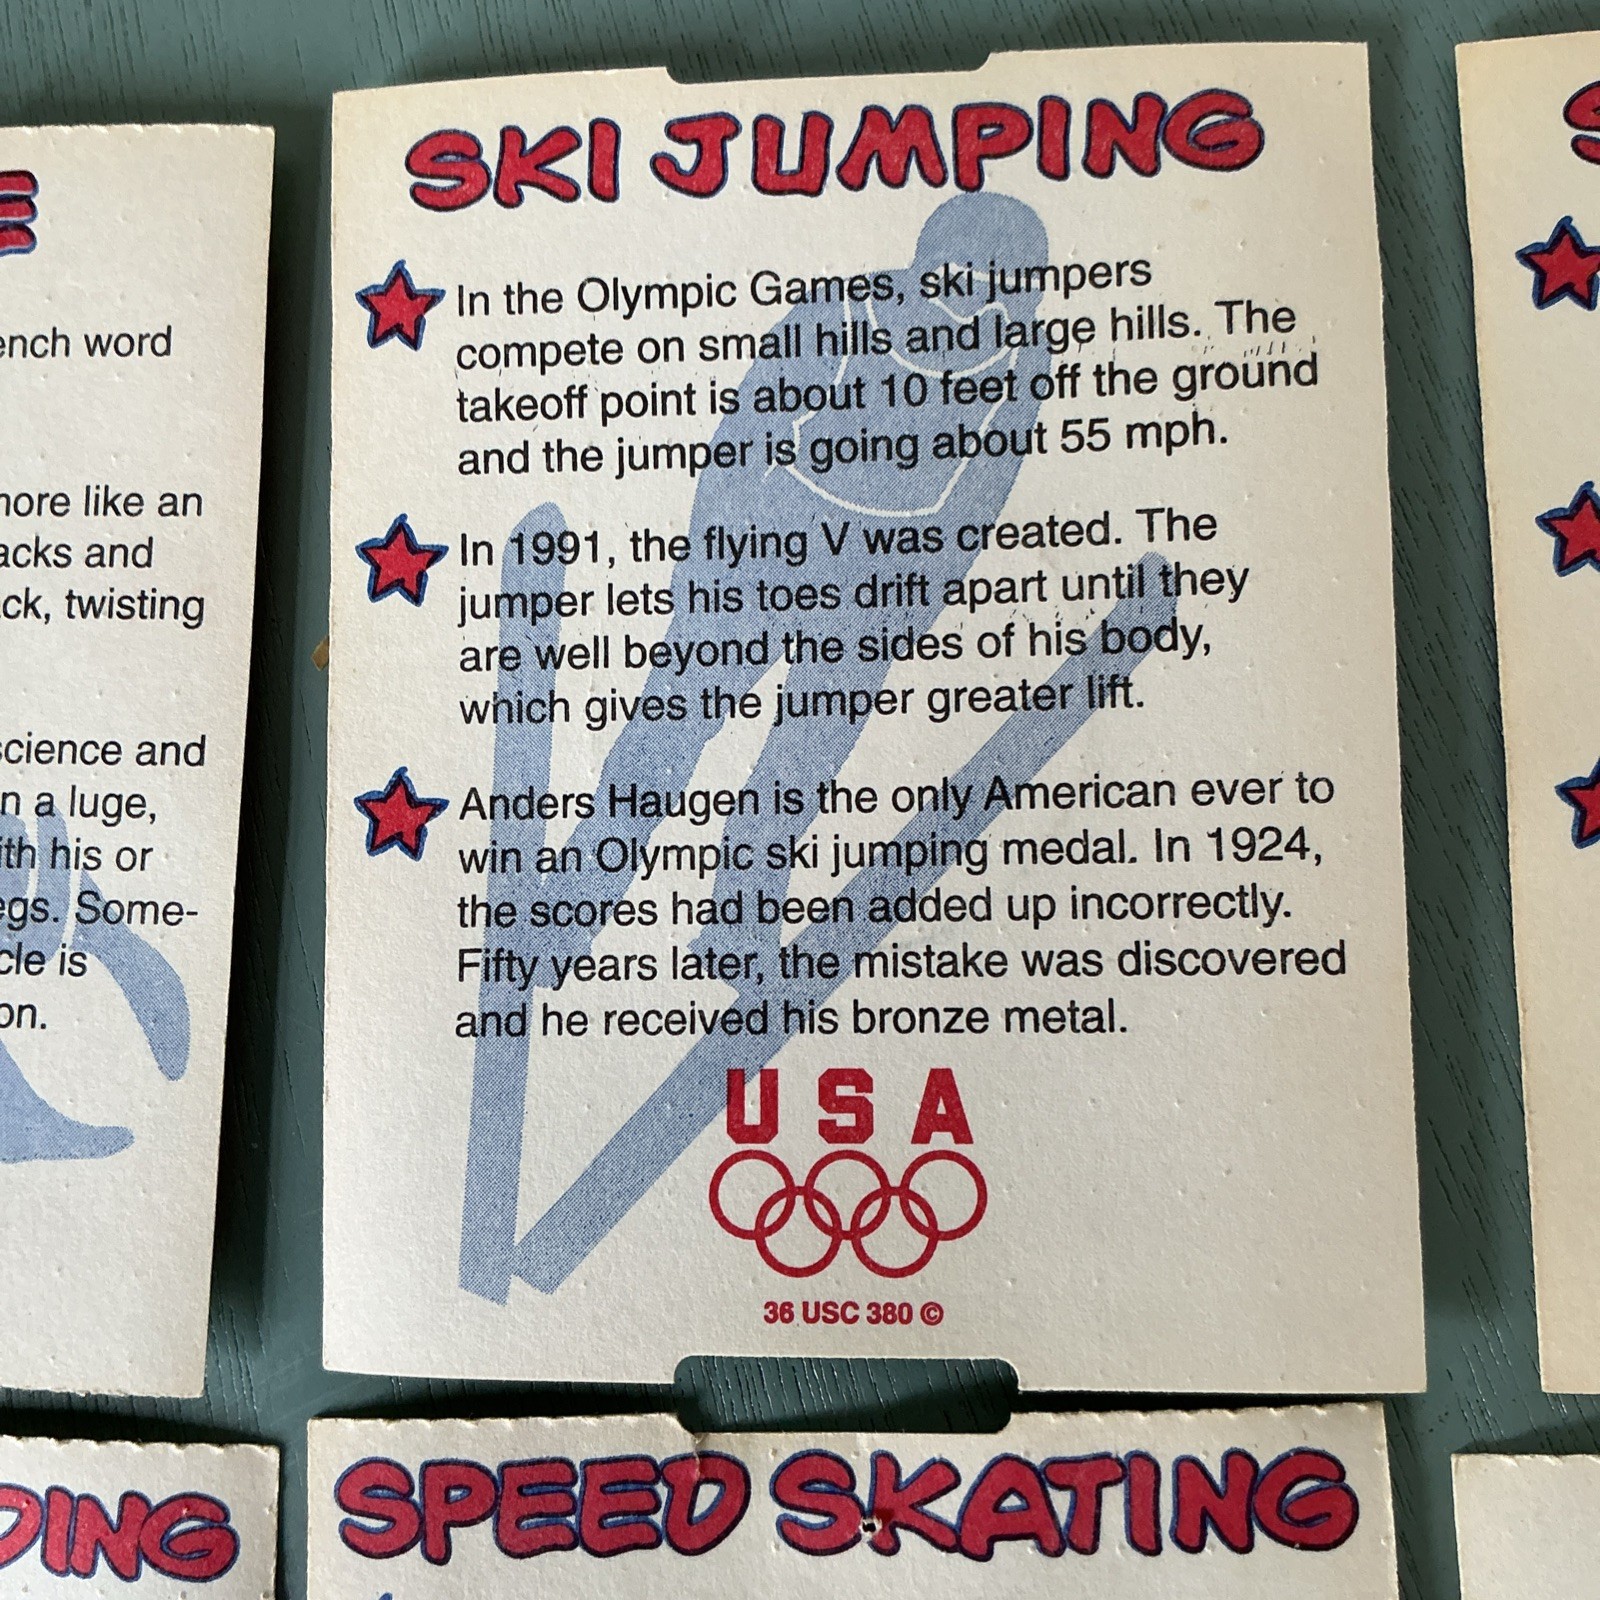 SKI JUMPING
In the Olympic Games, ski jumpers
compete on small hills and large hills. The
takeoff point is about 10 feet off the ground
and the jumper is going about 55 mph.
In 1991, the flying V was created. The
jumper lets his toes drift apart until they
are well beyond the sides of his body,
which gives the jumper greater lift.
Anders Haugen is the only American ever to
win an Olympic ski jumping medal. In 1924,
the scores had been added up incorrectly.
Fifty years later, the mistake was discovered
and he received his bronze metal.
USA
36 USC 380 ©
E
ench word
nore like an
acks and
ck, twisting
science and
n a luge,
ith his or
egs. Some-
cle is
on.
DING
SPEED SKATING
S